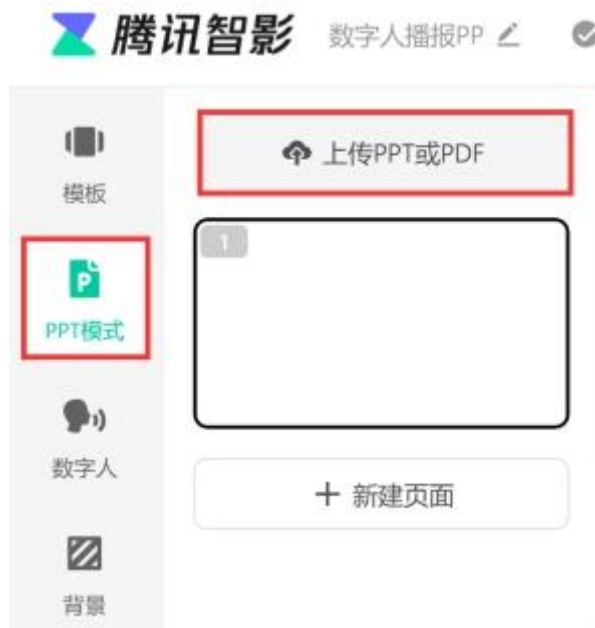 腾讯智影 数字人播报PP
模板
上传PPT或PDF
1
PPT模式
数字人
+ 新建页面
背景